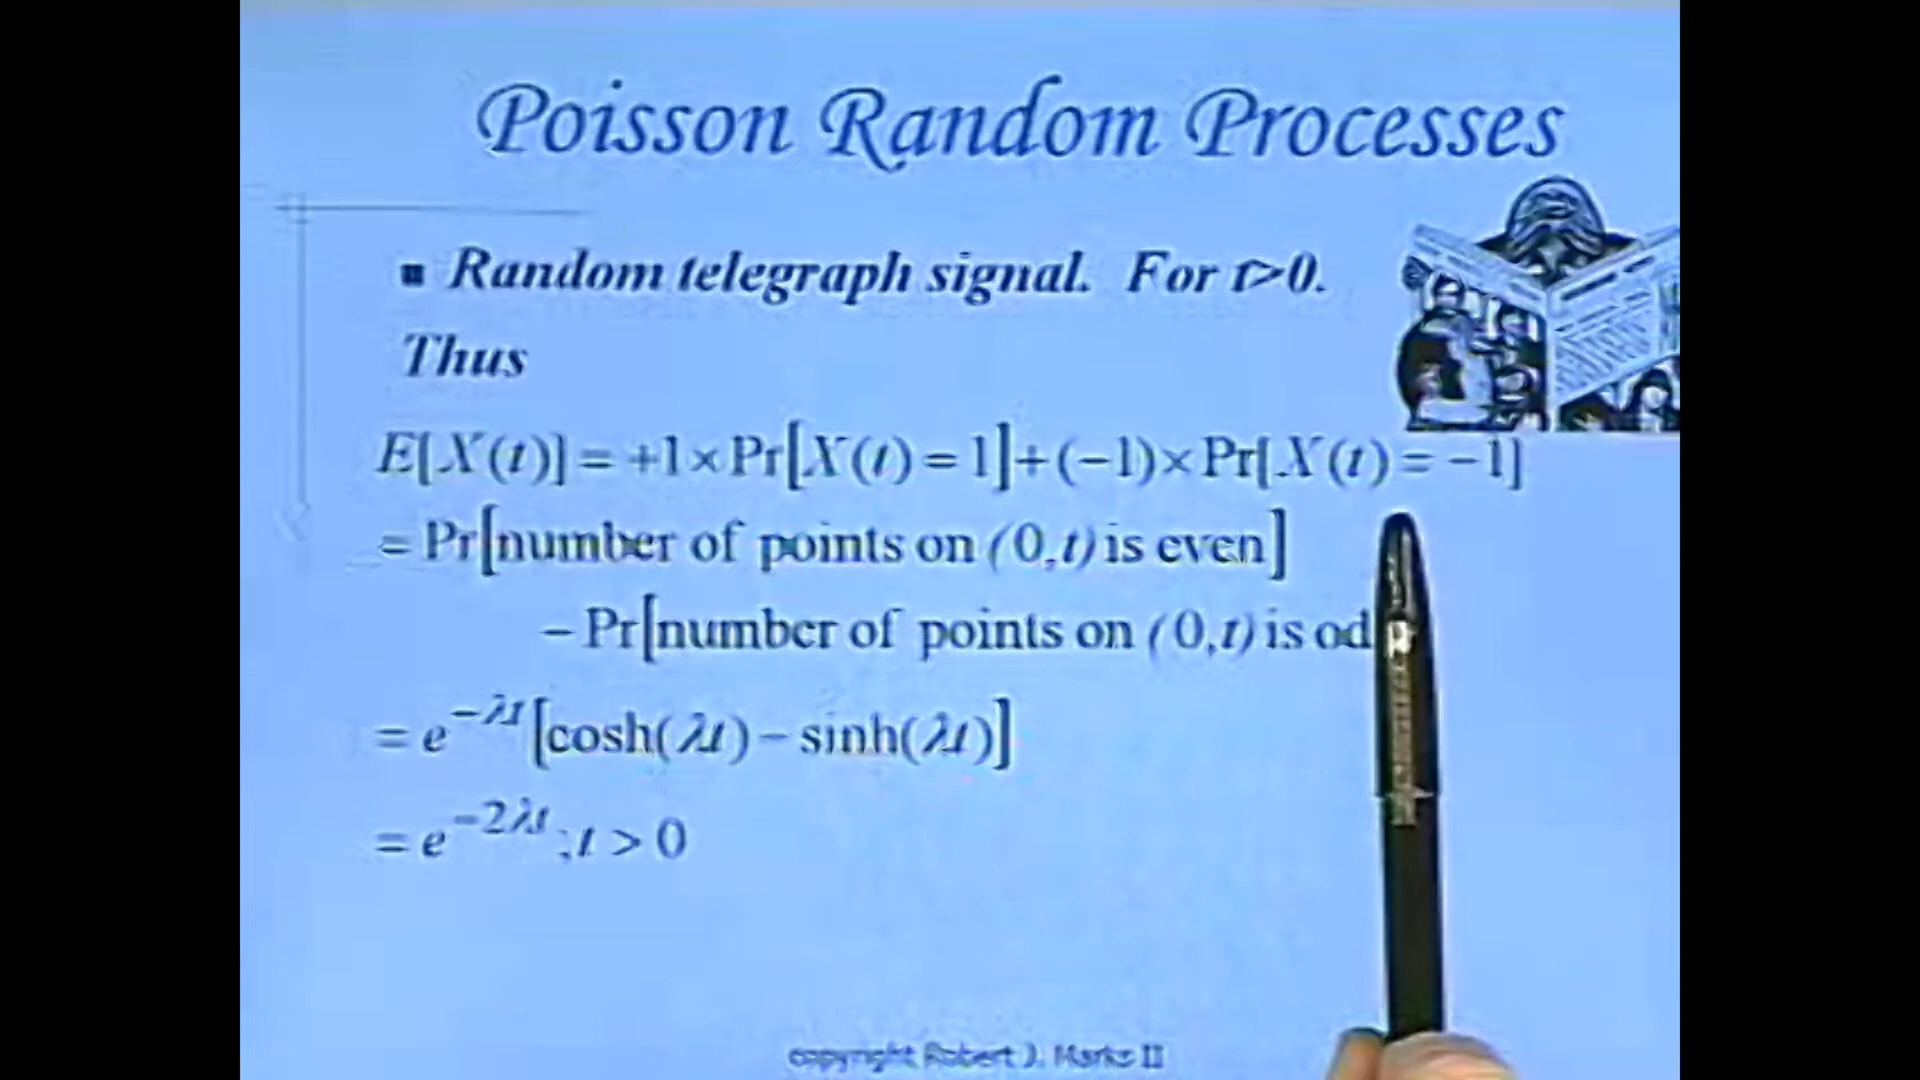 Poisson Random Processes
▪ Random telegraph signal. For t>0.
Thus
E[X(t)] = +1×Pr[X(t)=1]+(−1)×Pr[X(t)=−1]
= Pr[number of points on (0,t) is even]
− Pr[number of points on (0,t) is od
= e^{−λt}[cosh(λt)−sinh(λt)]
= e^{−2λt};t > 0
copyright Robert J. Marks II